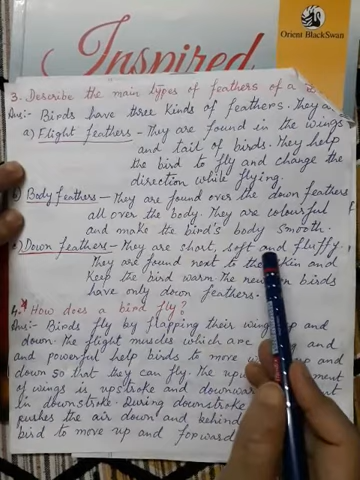 Orient BlackSwan
Inspired
3. Describe the main types of feathers of a
Ans:- Birds have three kinds of feathers. They
a) Flight feathers - They are found in the wings
and tail of birds. They help
the bird to fly and change the
direction while flying.
Body feathers - They are found over the down feathers
all over the body. They are colourful
and make the bird's body smooth.
Down feathers - They are short, soft and fluffy.
They are found next to the skin and
keep the bird warm. The new birds
have only down feathers.
4. How does a bird fly?
Ans:- Birds fly by flapping their wings up and
down. The flight muscles which are and
and powerful help birds to move up and
down so that they can fly. The
of wings is upstroke and downward
in downstroke. During downstroke
pushes the air down and behind
bird to move up and forward